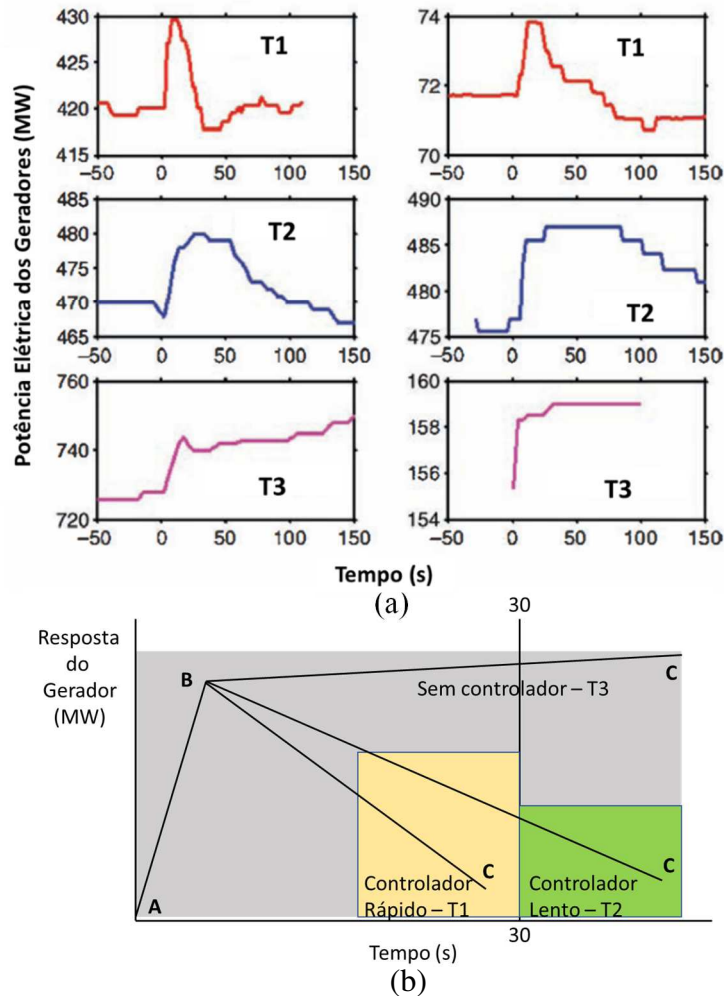 Potência Elétrica dos Geradores (MW)
430
425
420
415
T1
−50 0 50 100 150
74
72
70
T1
−50 0 50 100 150
485
480
475
470
465
T2
−50 0 50 100 150
490
485
480
475
T2
−50 0 50 100 150
760
740
720
T3
−50 0 50 100 150
160
158
156
154
T3
−50 0 50 100 150
Tempo (s)
(a)
30
Resposta
do
Gerador
(MW)
B
C
Sem controlador – T3
A
C
Controlador
Rápido – T1
C
Controlador
Lento – T2
30
Tempo (s)
(b)